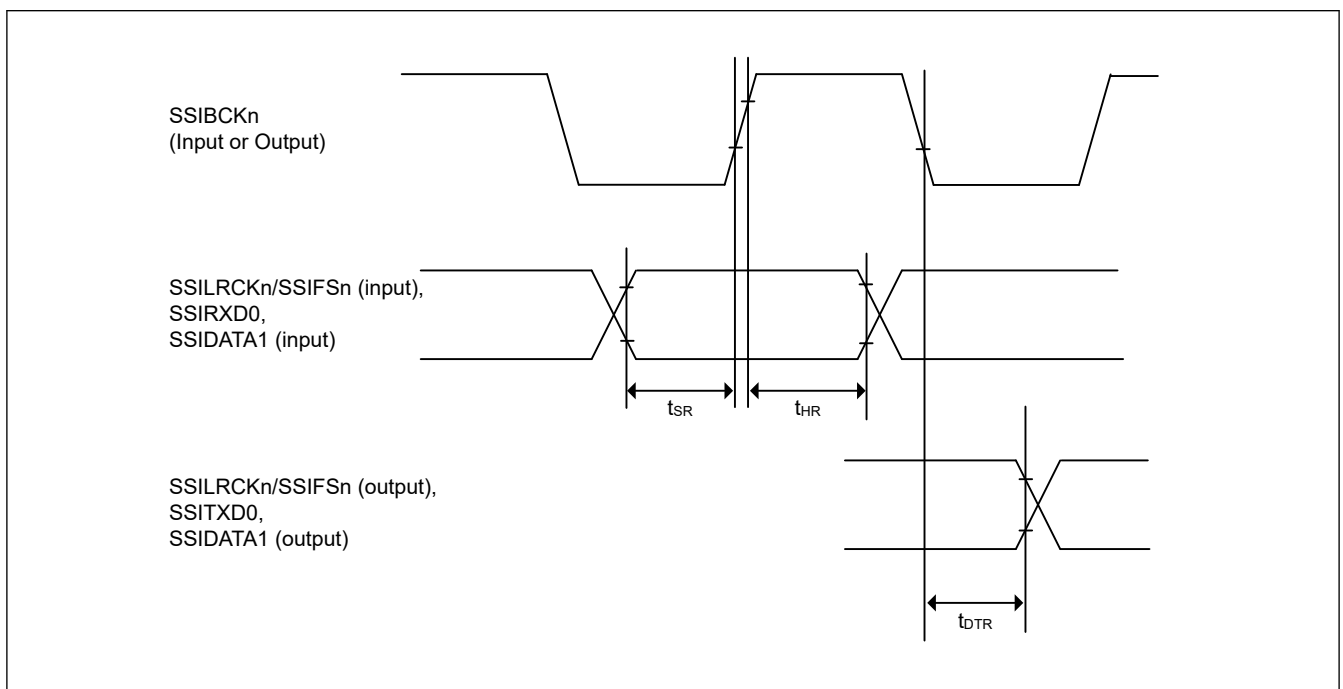 SSIBCKn
(Input or Output)
SSILRCKn/SSIFSn (input),
SSIRXD0,
SSIDATA1 (input)
tSR
tHR
SSILRCKn/SSIFSn (output),
SSITXD0,
SSIDATA1 (output)
tDTR